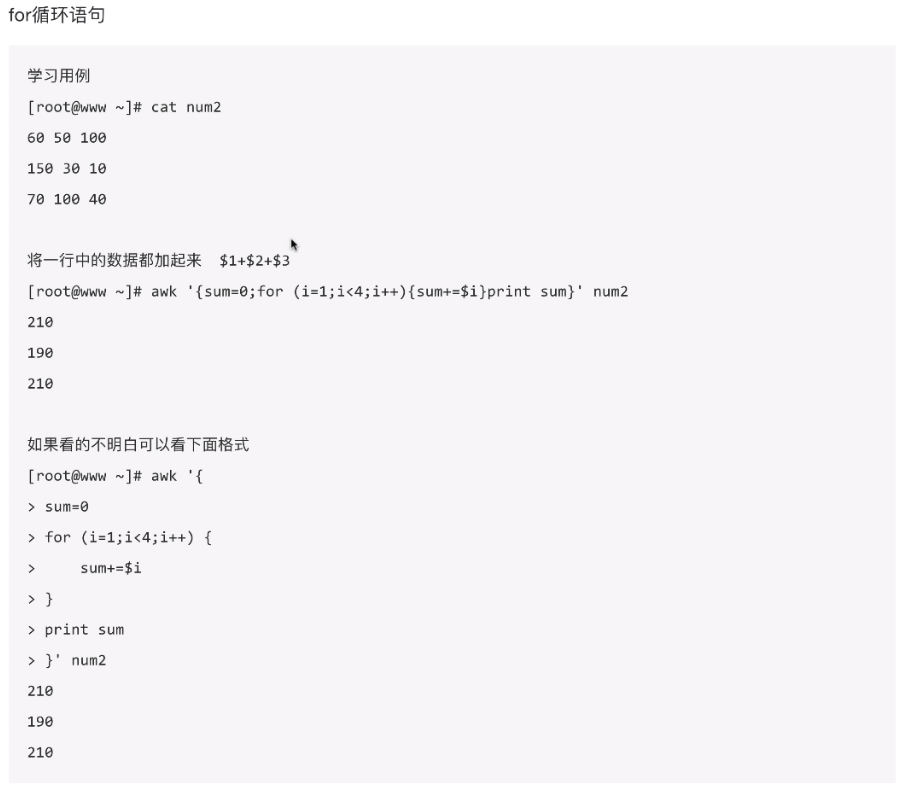 for循环语句
学习用例
[root@www ~]# cat num2
60 50 100
150 30 10
70 100 40
将一行中的数据都加起来 $1+$2+$3
[root@www ~]# awk '{sum=0;for (i=1;i<4;i++){sum+=$i}print sum}' num2
210
190
210
如果看的不明白可以看下面格式
[root@www ~]# awk '{
> sum=0
> for (i=1;i<4;i++) {
>     sum+=$i
> }
> print sum
> }' num2
210
190
210